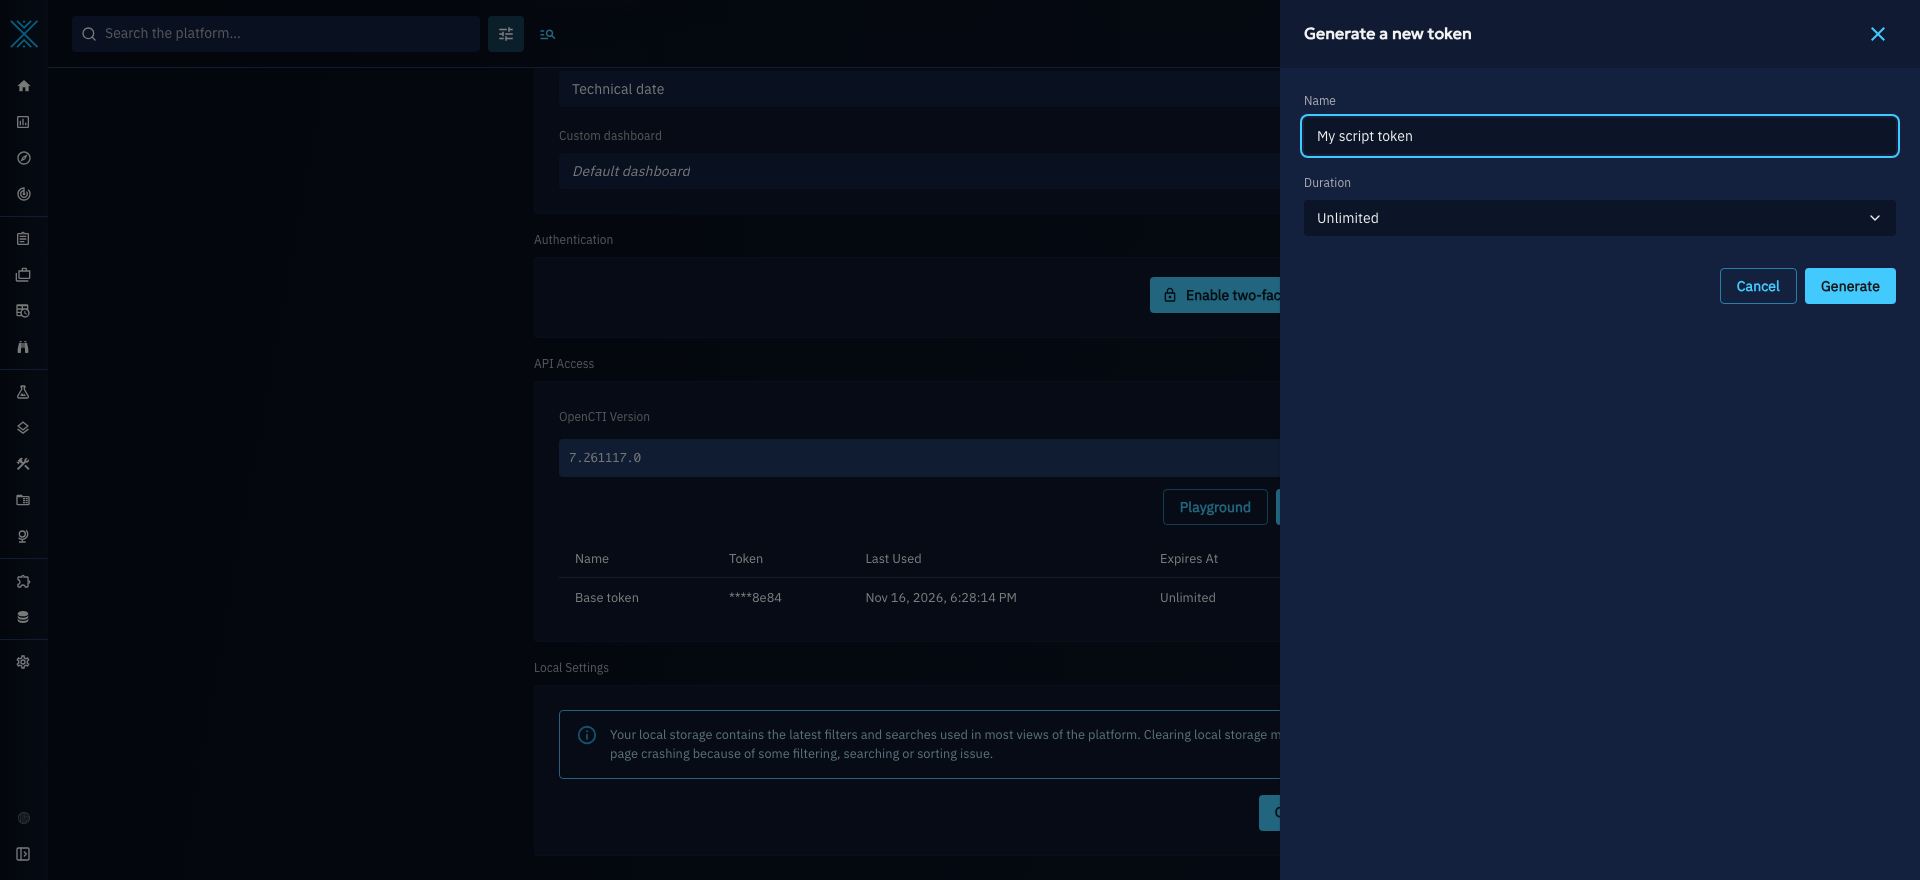 Search the platform...
Generate a new token
Technical date
Custom dashboard
Default dashboard
Authentication
Enable two-fac
API Access
OpenCTI Version
7.261117.0
Playground
Name Token Last Used Expires At
Base token ****8e84 Nov 16, 2026, 6:28:14 PM Unlimited
Local Settings
Your local storage contains the latest filters and searches used in most views of the platform. Clearing local storage m
page crashing because of some filtering, searching or sorting issue.
Name
My script token
Duration
Unlimited
Cancel Generate